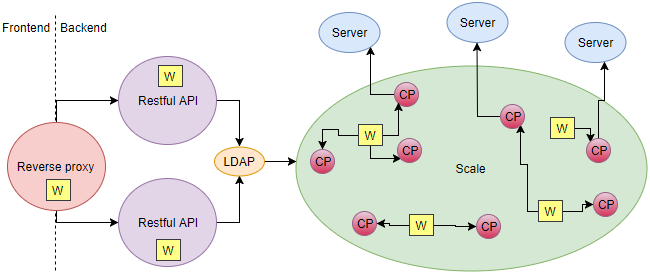 Frontend Backend
Server
Server
Server
W
Restful API
CP
CP
W
W
CP
CP
CP
LDAP
Reverse proxy
W
Scale
Restful API
W
CP
W
CP
CP
W
CP